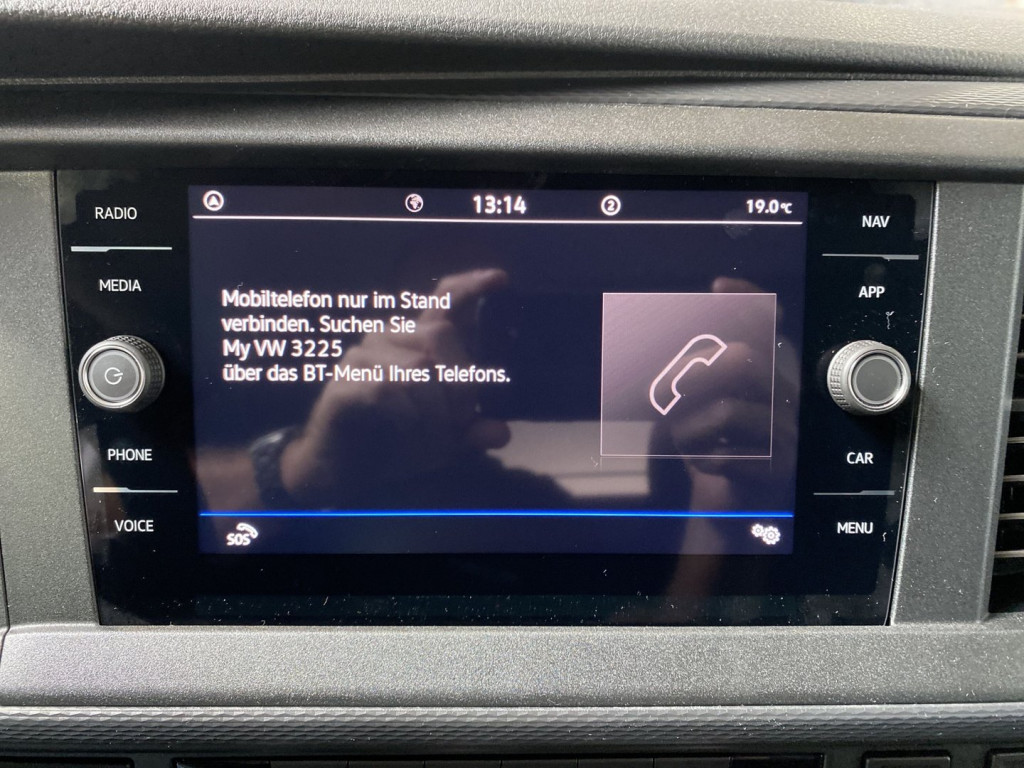 13:14
2
19.0°C
RADIO
MEDIA
PHONE
VOICE
Mobiltelefon nur im Stand
verbinden. Suchen Sie
My VW 3225
über das BT-Menü Ihres Telefons.
SOS
NAV
APP
CAR
MENU